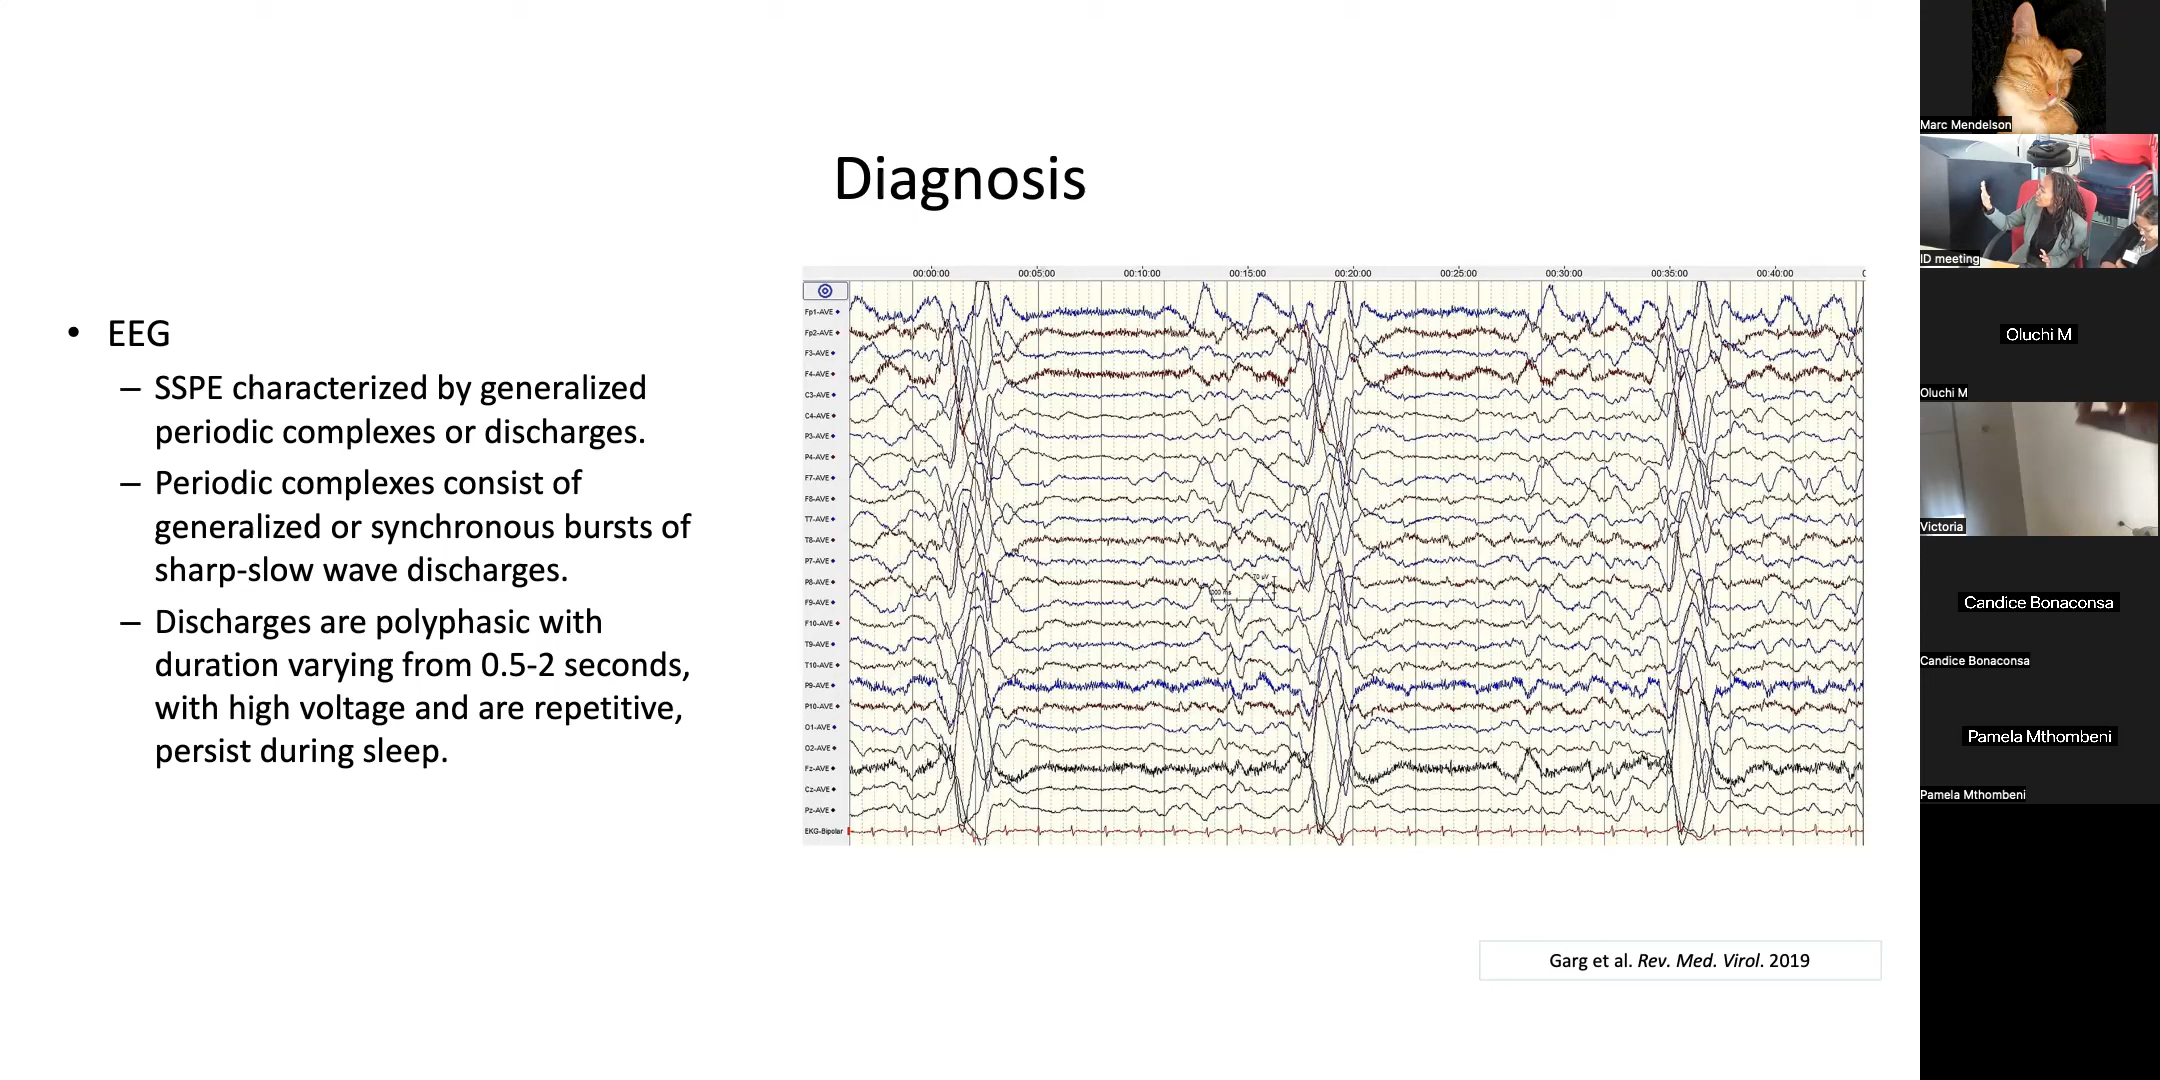 Diagnosis
• EEG
– SSPE characterized by generalized
periodic complexes or discharges.
– Periodic complexes consist of
generalized or synchronous bursts of
sharp-slow wave discharges.
– Discharges are polyphasic with
duration varying from 0.5-2 seconds,
with high voltage and are repetitive,
persist during sleep.
00:00:00 00:05:00 00:10:00 00:15:00 00:20:00 00:25:00 00:30:00 00:35:00 00:40:00
Fp1-AVE
Fp2-AVE
F3-AVE
F4-AVE
C3-AVE
C4-AVE
P3-AVE
P4-AVE
F7-AVE
F8-AVE
T7-AVE
T8-AVE
P7-AVE
P8-AVE
70 µV
F9-AVE
F10-AVE
T9-AVE
T10-AVE
P9-AVE
P10-AVE
O1-AVE
O2-AVE
Fz-AVE
Cz-AVE
Pz-AVE
EKG-Bipolar
Garg et al. Rev. Med. Virol. 2019
Marc Mendelson
ID meeting
Oluchi M
Oluchi M
Victoria
Candice Bonaconsa
Candice Bonaconsa
Pamela Mthombeni
Pamela Mthombeni